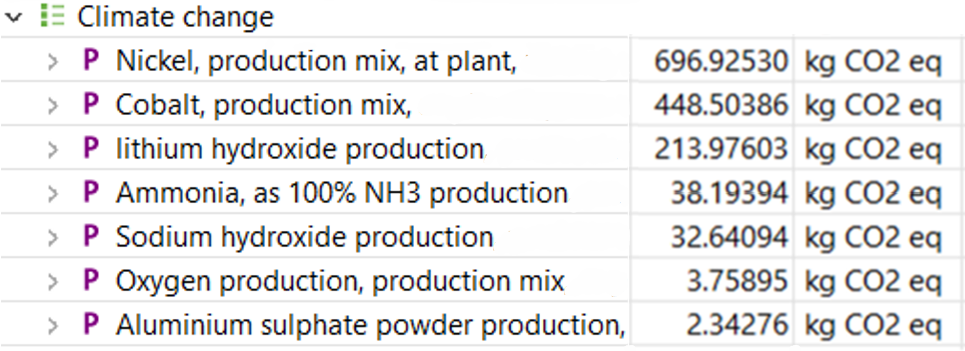 Climate change
P Nickel, production mix, at plant, 696.92530 kg CO2 eq
P Cobalt, production mix, 448.50386 kg CO2 eq
P lithium hydroxide production 213.97603 kg CO2 eq
P Ammonia, as 100% NH3 production 38.19394 kg CO2 eq
P Sodium hydroxide production 32.64094 kg CO2 eq
P Oxygen production, production mix 3.75895 kg CO2 eq
P Aluminium sulphate powder production, 2.34276 kg CO2 eq